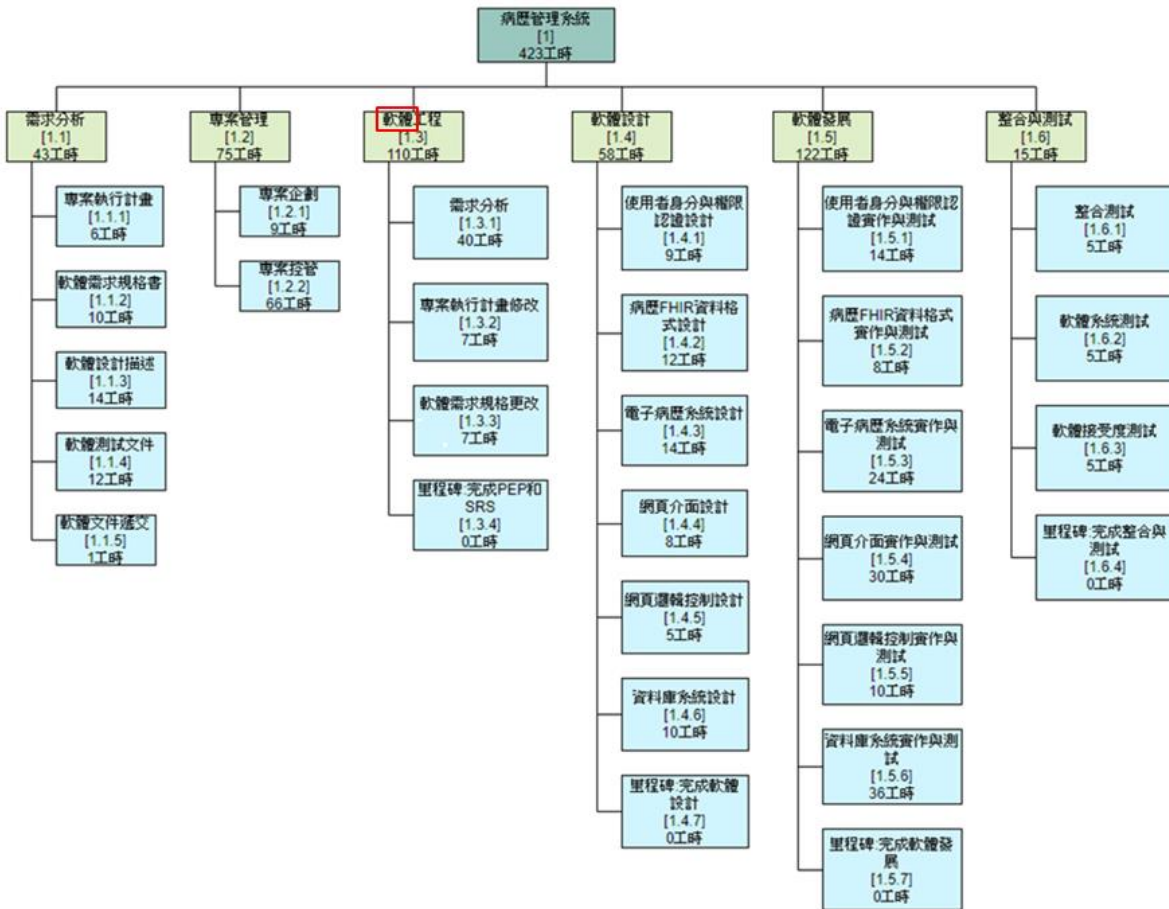 病歷管理系統
[1]
423工時
需求分析
[1.1]
43工時
專案執行計畫
[1.1.1]
6工時
軟體需求規格書
[1.1.2]
10工時
軟體設計描述
[1.1.3]
14工時
軟體測試文件
[1.1.4]
12工時
軟體文件遞交
[1.1.5]
1工時
專案管理
[1.2]
75工時
專案企劃
[1.2.1]
9工時
專案控管
[1.2.2]
66工時
軟體工程
[1.3]
110工時
需求分析
[1.3.1]
40工時
專案執行計畫修改
[1.3.2]
7工時
軟體需求規格更改
[1.3.3]
7工時
里程碑:完成PEP和
SRS
[1.3.4]
0工時
軟體設計
[1.4]
58工時
使用者身分與權限
認證設計
[1.4.1]
9工時
病歷FHIR資料格
式設計
[1.4.2]
12工時
電子病歷系統設計
[1.4.3]
14工時
網頁介面設計
[1.4.4]
8工時
網頁邏輯控制設計
[1.4.5]
5工時
資料庫系統設計
[1.4.6]
10工時
里程碑:完成軟體
設計
[1.4.7]
0工時
軟體發展
[1.5]
122工時
使用者身分與權限認
證實作與測試
[1.5.1]
14工時
病歷FHIR資料格式
實作與測試
[1.5.2]
8工時
電子病歷系統實作與
測試
[1.5.3]
24工時
網頁介面實作與測試
[1.5.4]
30工時
網頁邏輯控制實作與
測試
[1.5.5]
10工時
資料庫系統實作與測
試
[1.5.6]
36工時
里程碑:完成軟體發
展
[1.5.7]
0工時
整合與測試
[1.6]
15工時
整合測試
[1.6.1]
5工時
軟體系統測試
[1.6.2]
5工時
軟體接受度測試
[1.6.3]
5工時
里程碑:完成整合與
測試
[1.6.4]
0工時